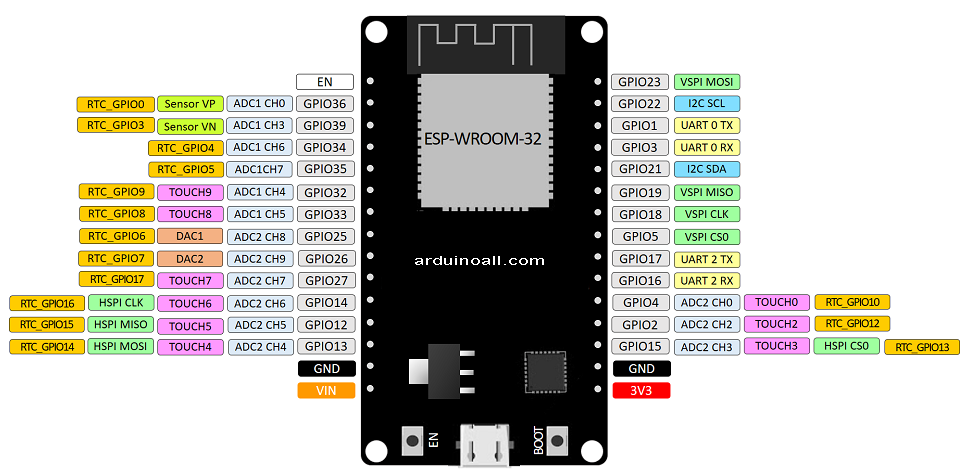 EN GPIO23 VSPI MOSI
RTC_GPIO0 Sensor VP ADC1 CH0 GPIO36 GPIO22 I2C SCL
RTC_GPIO3 Sensor VN ADC1 CH3 GPIO39 GPIO1 UART 0 TX
ESP-WROOM-32
RTC_GPIO4 ADC1 CH6 GPIO34 GPIO3 UART 0 RX
RTC_GPIO5 ADC1CH7 GPIO35 GPIO21 I2C SDA
RTC_GPIO9 TOUCH9 ADC1 CH4 GPIO32 GPIO19 VSPI MISO
RTC_GPIO8 TOUCH8 ADC1 CH5 GPIO33 GPIO18 VSPI CLK
RTC_GPIO6 DAC1 ADC2 CH8 GPIO25 GPIO5 VSPI CS0
RTC_GPIO7 DAC2 ADC2 CH9 GPIO26 arduinoall.com GPIO17 UART 2 TX
RTC_GPIO17 TOUCH7 ADC2 CH7 GPIO27 GPIO16 UART 2 RX
RTC_GPIO16 HSPI CLK TOUCH6 ADC2 CH6 GPIO14 GPIO4 ADC2 CH0 TOUCH0 RTC_GPIO10
RTC_GPIO15 HSPI MISO TOUCH5 ADC2 CH5 GPIO12 GPIO2 ADC2 CH2 TOUCH2 RTC_GPIO12
RTC_GPIO14 HSPI MOSI TOUCH4 ADC2 CH4 GPIO13 GPIO15 ADC2 CH3 TOUCH3 HSPI CS0 RTC_GPIO13
GND GND
VIN 3V3
EN BOOT